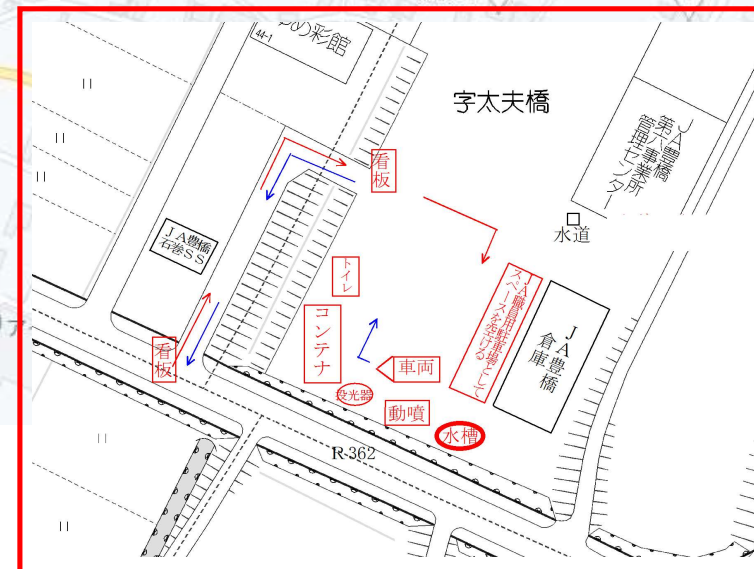 め彩館
44-1
字太夫橋
JA豊橋
第六事業所
管理センター
看板
水道
JA豊橋
石巻SS
トイレ
JA職員用駐車場として
スペースを空ける
コンテナ
JA豊橋
倉庫
看板
車両
投光器
動噴
水槽
R-362